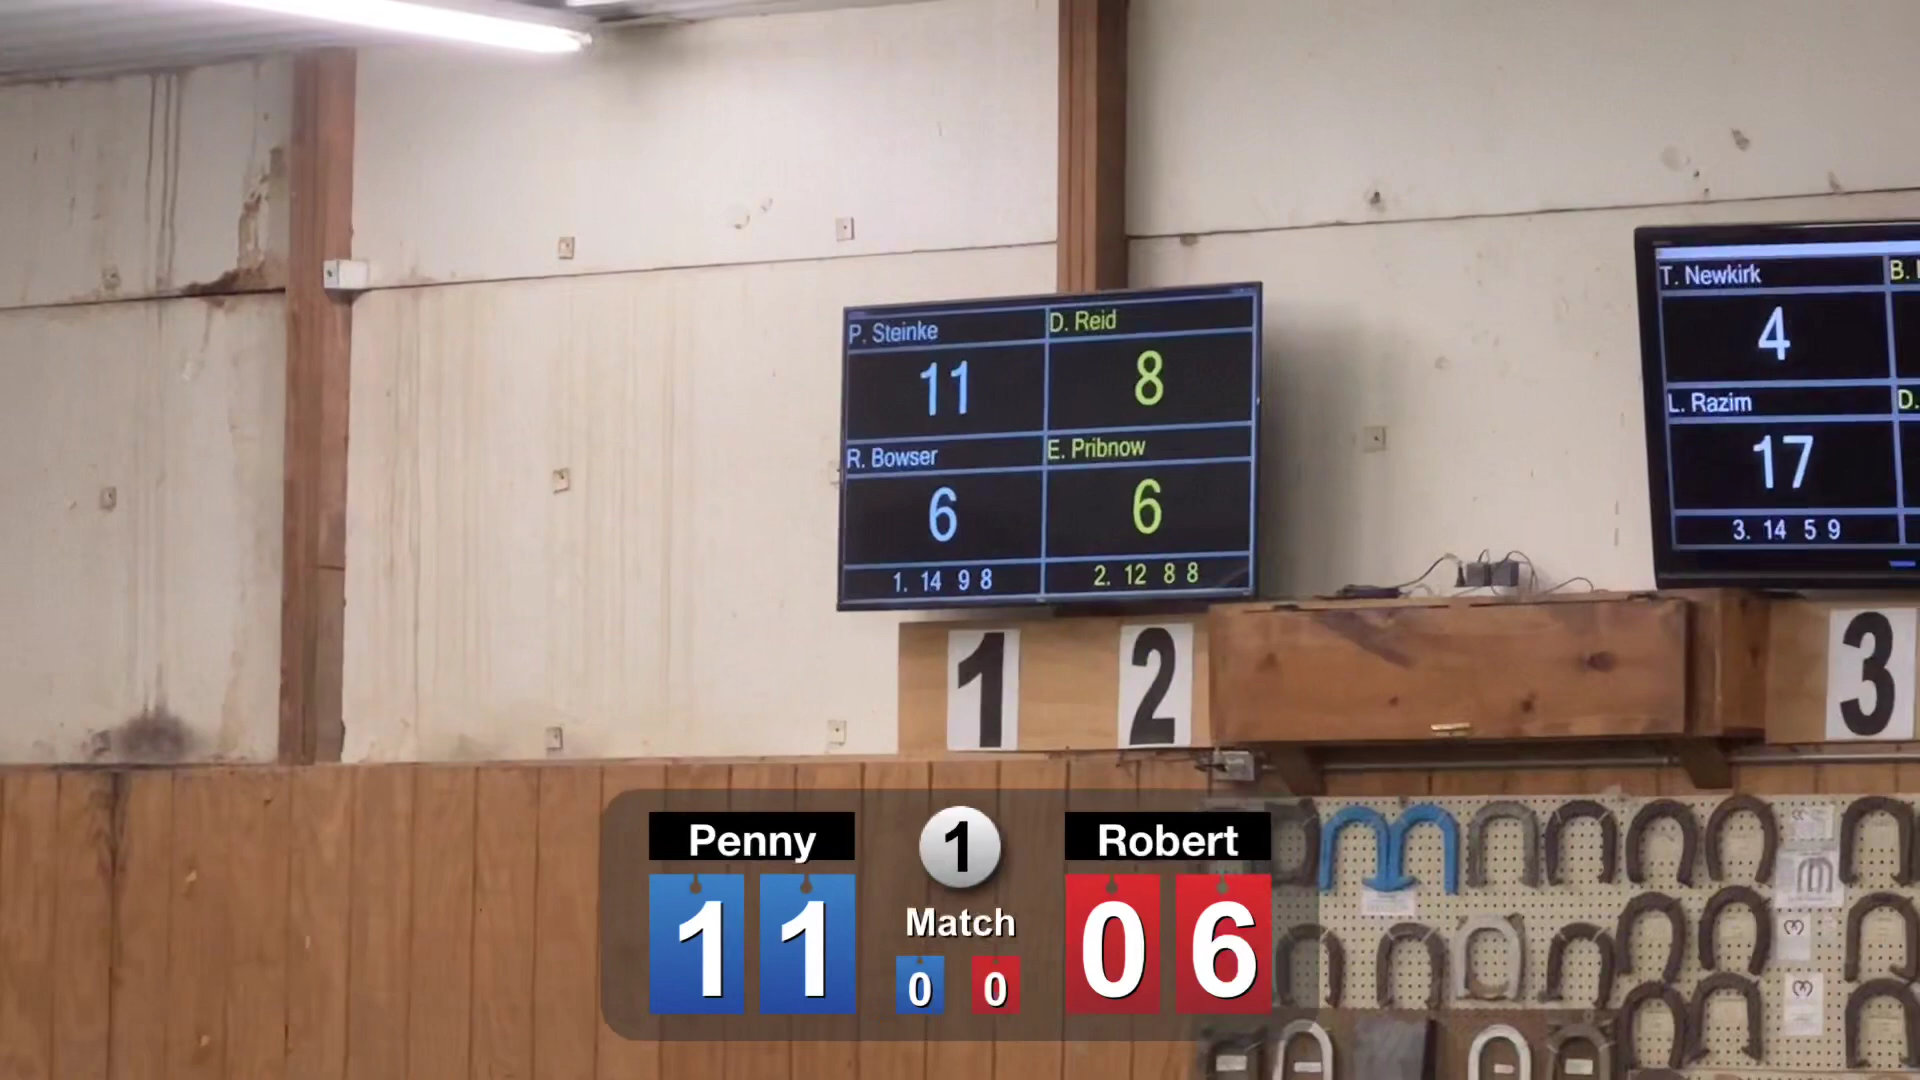 P. Steinke D. Reid
11 8
R. Bowser E. Pribnow
6 6
1. 14 9 8 2. 12 8 8
T. Newkirk B.
4
L. Razim D.
17
3. 14 5 9
1 2 3
Penny 1 Robert
11 Match 06
0 0